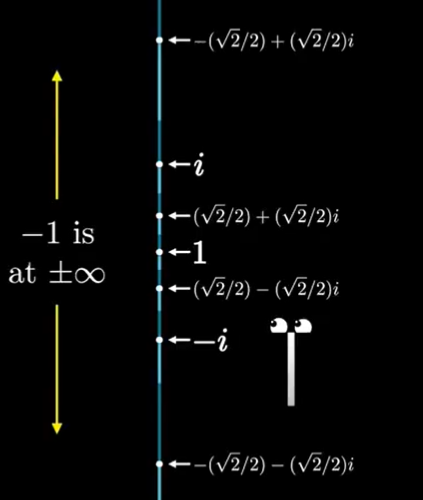 -(√2/2) + (√2/2)i
i
(√2/2) + (√2/2)i
−1 is
at ±∞
1
(√2/2) − (√2/2)i
−i
-(√2/2) − (√2/2)i